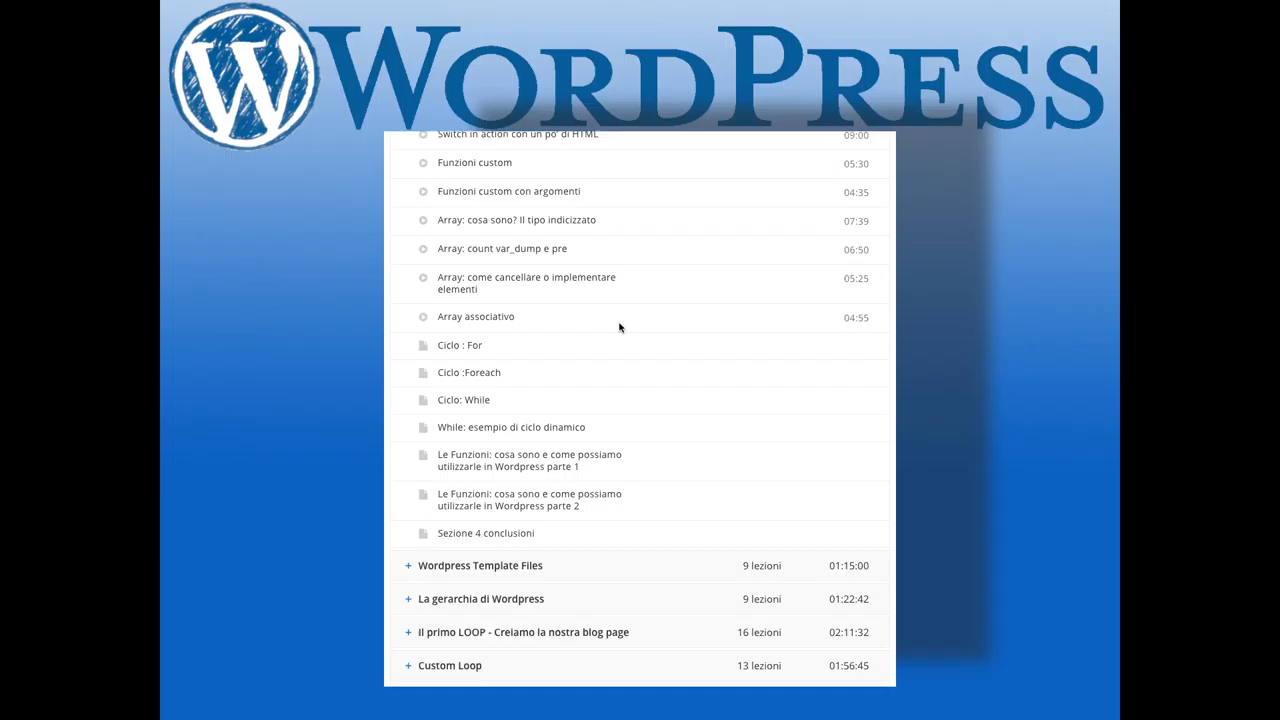 WORDPRESS
Switch in action con un po' di HTML 09:00
Funzioni custom 05:30
Funzioni custom con argomenti 04:35
Array: cosa sono? Il tipo indicizzato 07:39
Array: count var_dump e pre 06:50
Array: come cancellare o implementare
elementi 05:25
Array associativo 04:55
Ciclo : For
Ciclo :Foreach
Ciclo: While
While: esempio di ciclo dinamico
Le Funzioni: cosa sono e come possiamo
utilizzarle in Wordpress parte 1
Le Funzioni: cosa sono e come possiamo
utilizzarle in Wordpress parte 2
Sezione 4 conclusioni
+ Wordpress Template Files 9 lezioni 01:15:00
+ La gerarchia di Wordpress 9 lezioni 01:22:42
+ Il primo LOOP - Creiamo la nostra blog page 16 lezioni 02:11:32
+ Custom Loop 13 lezioni 01:56:45